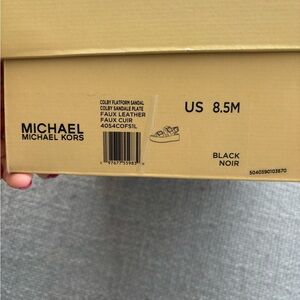 COLBY PLATFORM SANDAL
COLBY SANDALE PLATE
FAUX LEATHER
FAUX CUIR
40S4COFS1L
US 8.5M
MICHAEL
MICHAEL KORS
BLACK
NOIR
5040590103870